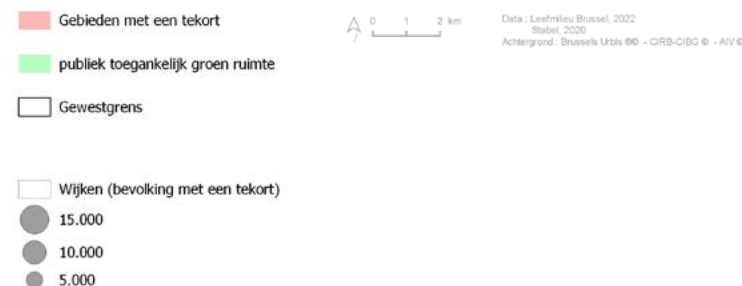 Gebieden met een tekort
publiek toegankelijk groen ruimte
Gewestgrens
Wijken (bevolking met een tekort)
15.000
10.000
5.000
0 1 2 km
Data : Leefmilieu Brussel, 2022
Stabel, 2020
Achtergrond : Brussels Urbis ®© - CIRB-CIBG © - AIV ©